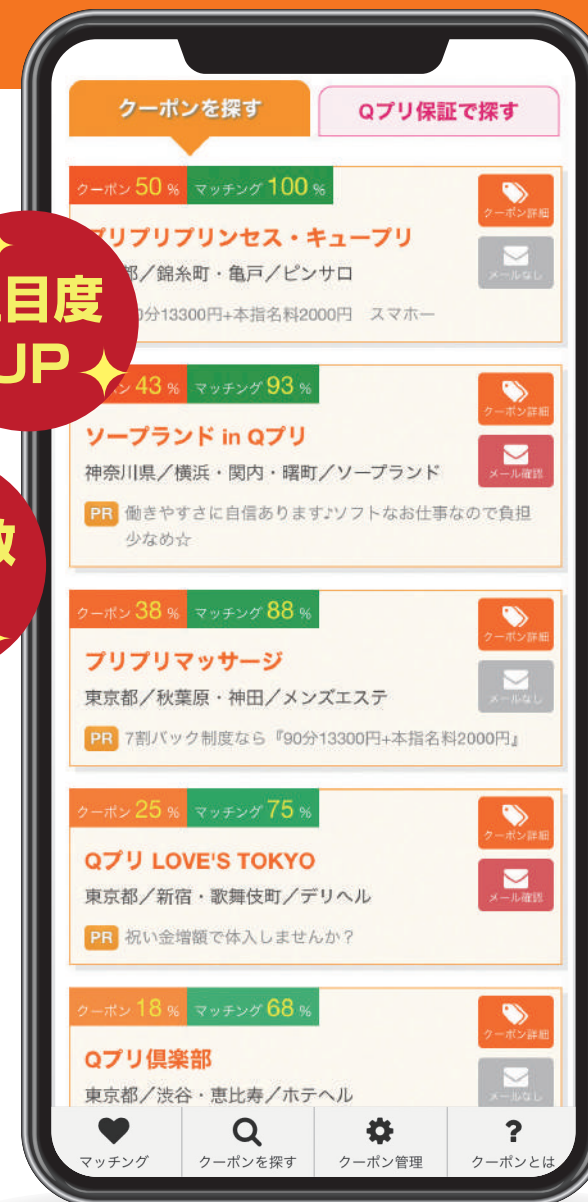 クーポンを探す
Qプリ保証で探す
クーポン 50 % マッチング 100 %
クーポン詳細
プリプリプリンセス・キュープリ
／錦糸町・亀戸／ピンサロ
メールなし
分13300円+本指名料2000円 スマホー
目度
UP
43 % マッチング 93 %
クーポン詳細
ソープランド in Qプリ
神奈川県／横浜・関内・曙町／ソープランド
メール確認
PR 働きやすさに自信あります♪ソフトなお仕事なので負担
少なめ☆
クーポン 38 % マッチング 88 %
クーポン詳細
プリプリマッサージ
東京都／秋葉原・神田／メンズエステ
メールなし
PR 7割バック制度なら『90分13300円+本指名料2000円』
クーポン 25 % マッチング 75 %
クーポン詳細
Qプリ LOVE'S TOKYO
東京都／新宿・歌舞伎町／デリヘル
メール確認
PR 祝い金増額で体入しませんか？
クーポン 18 % マッチング 68 %
クーポン詳細
Qプリ倶楽部
東京都／渋谷・恵比寿／ホテヘル
メールなし
マッチング
クーポンを探す
クーポン管理
?
クーポンとは